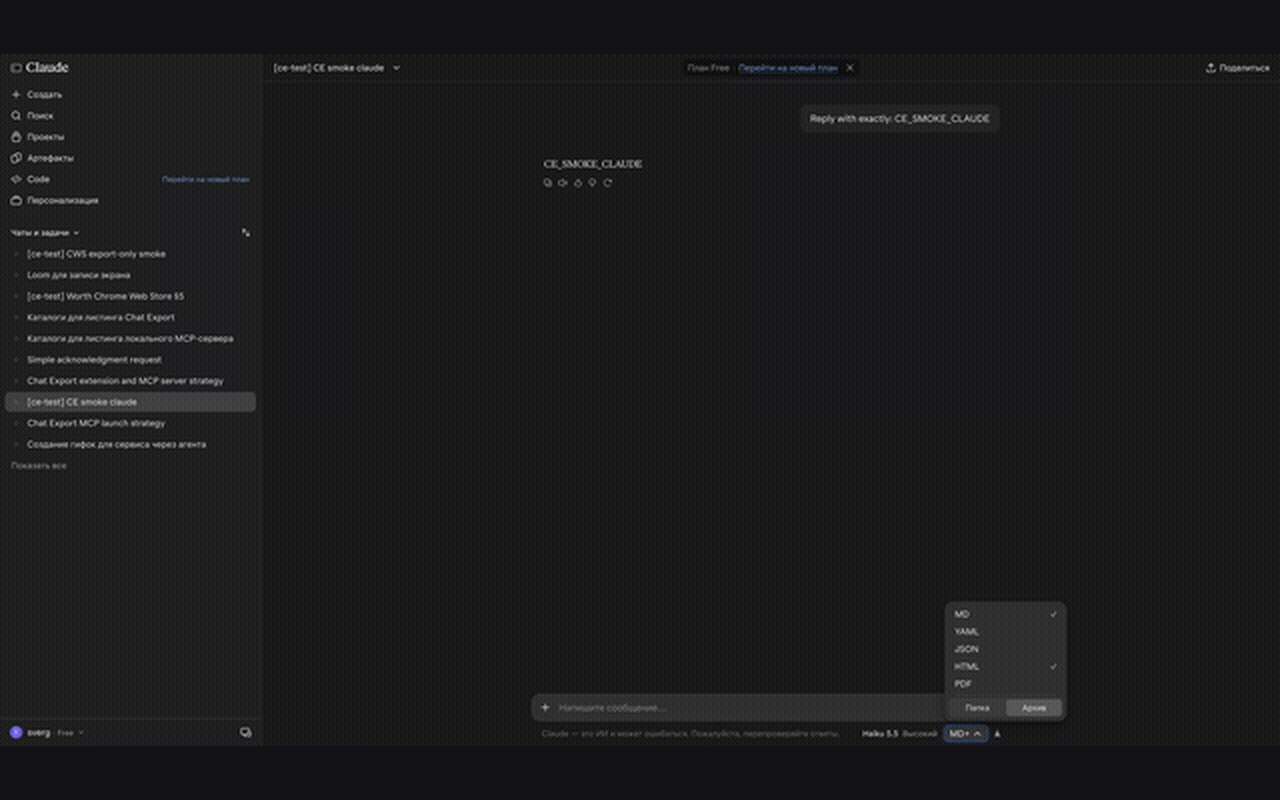 Claude
Создать
Поиск
Проекты
Артефакты
Code Перейти на новый план
Персонализация
Чаты и задачи
[ce-test] CWS export-only smoke
Loom для записи экрана
[ce-test] Worth Chrome Web Store $5
Каталоги для листинга Chat Export
Каталоги для листинга локального MCP-сервера
Simple acknowledgment request
Chat Export extension and MCP server strategy
[ce-test] CE smoke claude
Chat Export MCP launch strategy
Создание гифок для сервиса через агента
Показать все
sverg · Free
[ce-test] CE smoke claude
План Free · Перейти на новый план
Поделиться
Reply with exactly: CE_SMOKE_CLAUDE
CE_SMOKE_CLAUDE
MD
YAML
JSON
HTML
PDF
Папка Архив
Напишите сообщение...
Claude — это ИИ и может ошибаться. Пожалуйста, перепроверяйте ответы.
Haiku 5.5 Высокий MD+